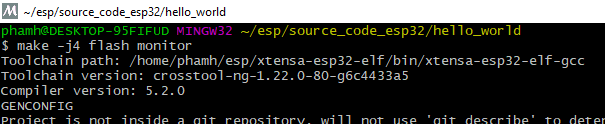 ~/esp/source_code_esp32/hello_world
phamh@DESKTOP-95FIFUD MINGW32 ~/esp/source_code_esp32/hello_world
$ make -j4 flash monitor
Toolchain path: /home/phamh/esp/xtensa-esp32-elf/bin/xtensa-esp32-elf-gcc
Toolchain version: crosstool-ng-1.22.0-80-g6c4433a5
Compiler version: 5.2.0
GENCONFIG
Project is not inside a git repository, will not use 'git describe' to deter